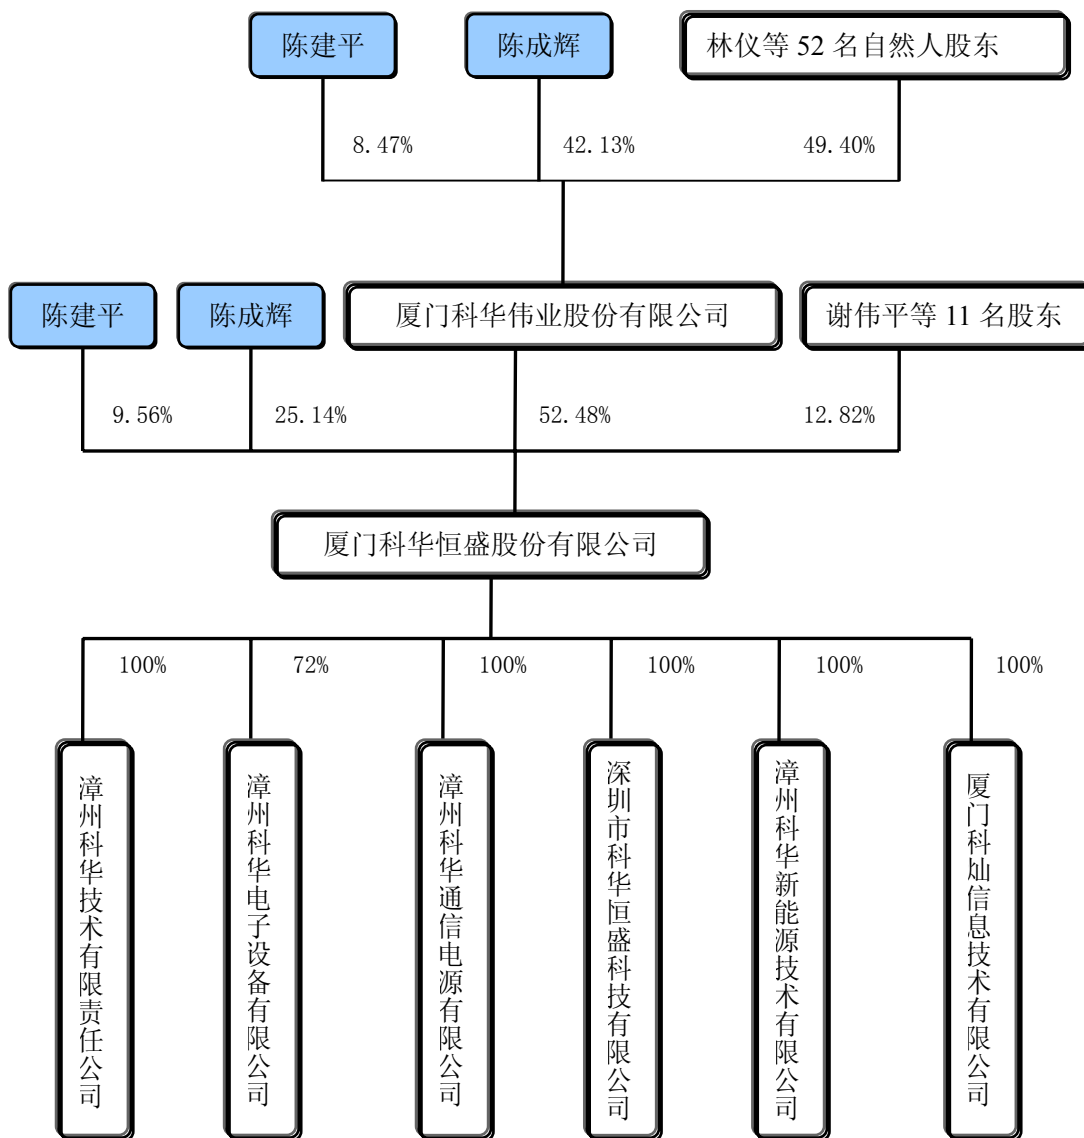 陈建平
陈成辉
林仪等 52 名自然人股东
8.47%
42.13%
49.40%
陈建平
陈成辉
厦门科华伟业股份有限公司
谢伟平等 11 名股东
9.56%
25.14%
52.48%
12.82%
厦门科华恒盛股份有限公司
100%
72%
100%
100%
100%
100%
漳州科华技术有限责任公司
漳州科华电子设备有限公司
漳州科华通信电源有限公司
深圳市科华恒盛科技有限公司
漳州科华新能源技术有限公司
厦门科灿信息技术有限公司